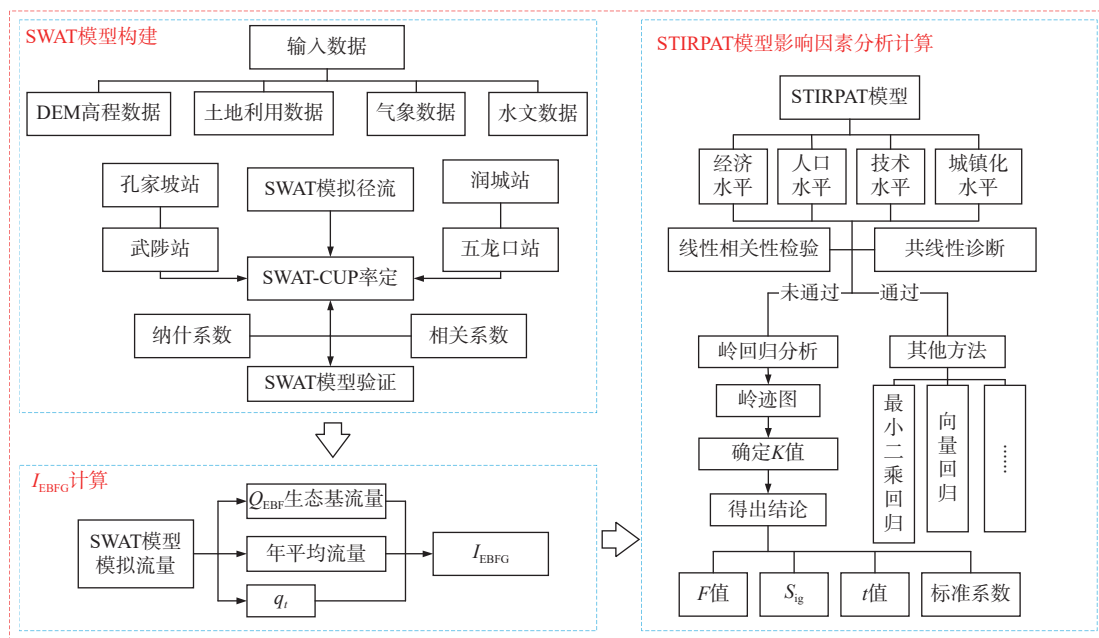 SWAT模型构建
输入数据
DEM高程数据
土地利用数据
气象数据
水文数据
孔家坡站
SWAT模拟径流
润城站
武陟站
五龙口站
SWAT-CUP率定
纳什系数
相关系数
SWAT模型验证
I_EBFG计算
SWAT模型
模拟流量
Q_EBF生态基流量
年平均流量
q_t
I_EBFG
STIRPAT模型影响因素分析计算
STIRPAT模型
经济
水平
人口
水平
技术
水平
城镇化
水平
线性相关性检验
共线性诊断
未通过
通过
岭回归分析
其他方法
岭迹图
确定K值
得出结论
最小二乘回归
向量回归
……
F值
S_ig
t值
标准系数